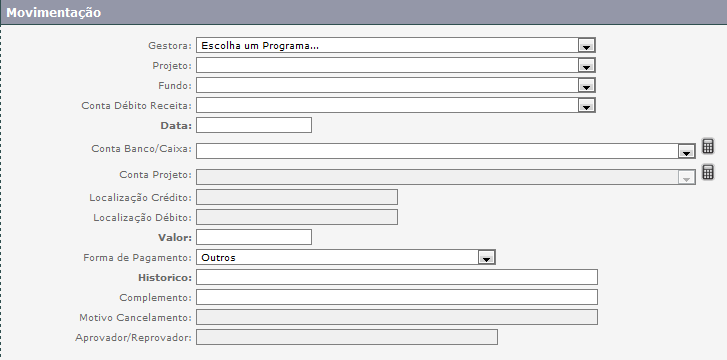 Movimentação
Gestora: Escolha um Programa...
Projeto:
Fundo:
Conta Débito Receita:
Data:
Conta Banco/Caixa:
Conta Projeto:
Localização Crédito:
Localização Débito:
Valor:
Forma de Pagamento: Outros
Historico:
Complemento:
Motivo Cancelamento:
Aprovador/Reprovador: